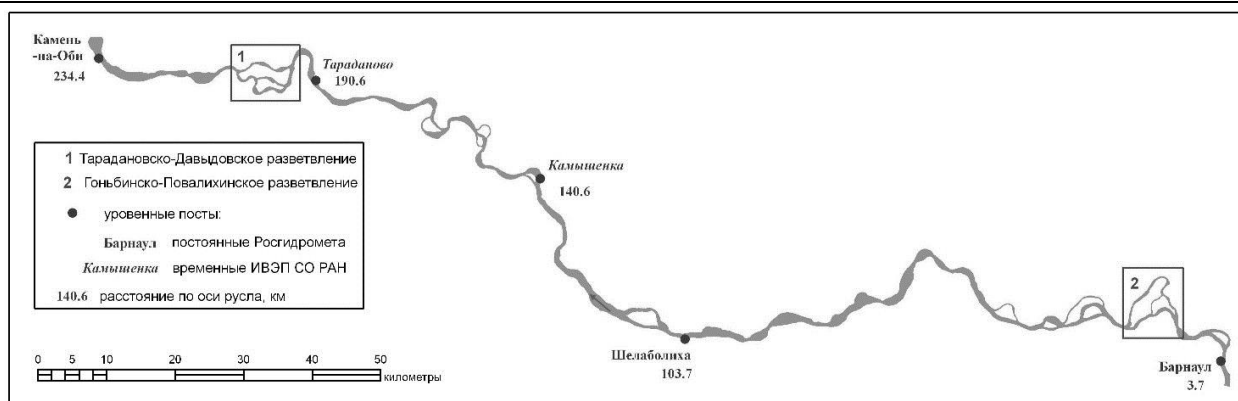 Камень
-на-Оби
234.4
1
Тараданово
190.6
1 Тарадановско-Давыдовское разветвление
2 Гоньбинско-Повалихинское разветвление
уровенные посты:
Барнаул постоянные Росгидромета
Камышенка временные ИВЭП СО РАН
140.6 расстояние по оси русла, км
Камышенка
140.6
2
Шелаболиха
103.7
Барнаул
3.7
0 5 10 20 30 40 50
километры